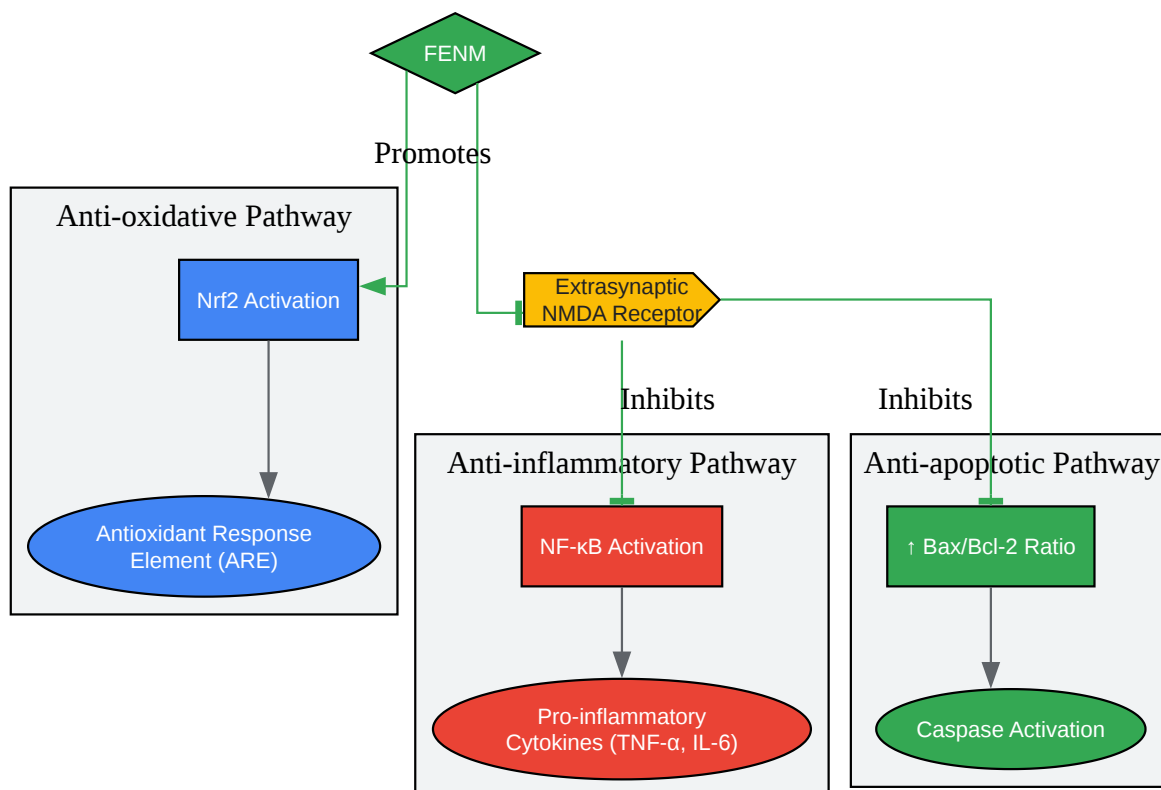 FENM
Promotes
Anti-oxidative Pathway
Nrf2 Activation
Extrasynaptic
NMDA Receptor
Inhibits
Inhibits
Anti-inflammatory Pathway
Anti-apoptotic Pathway
Antioxidant Response
Element (ARE)
NF-κB Activation
↑ Bax/Bcl-2 Ratio
Pro-inflammatory
Cytokines (TNF-α, IL-6)
Caspase Activation